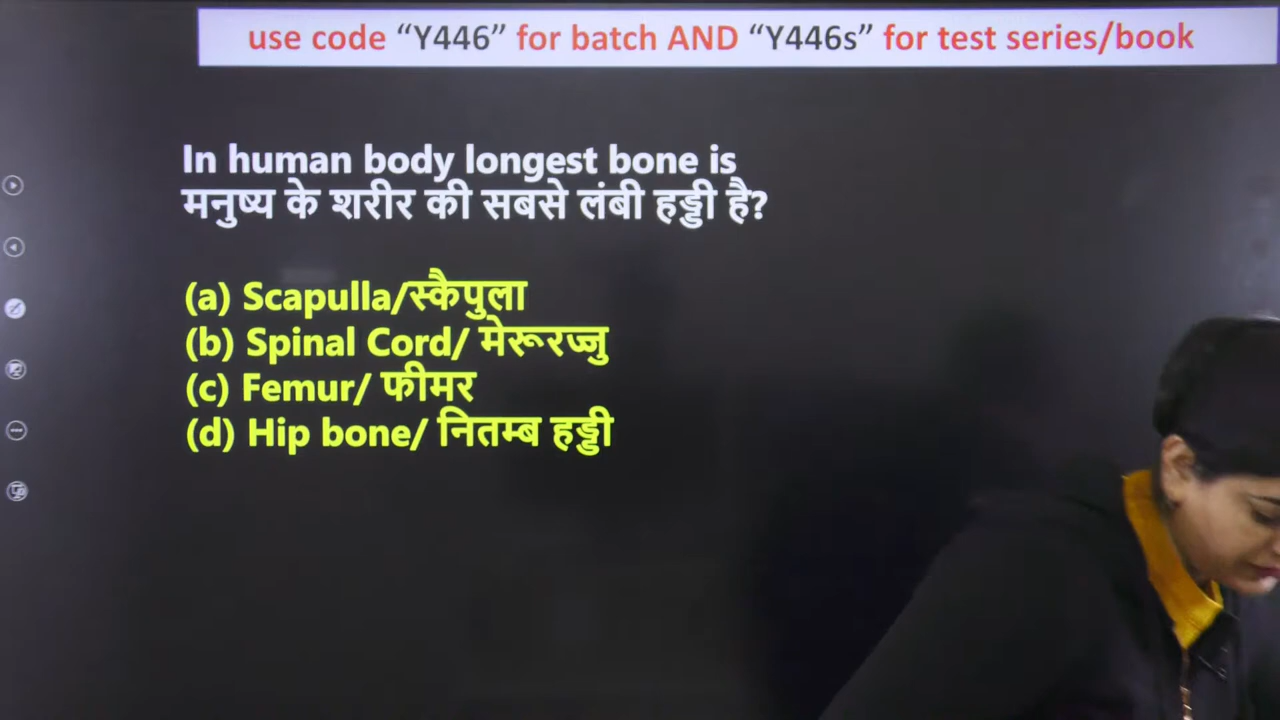 use code “Y446” for batch AND “Y446s” for test series/book
In human body longest bone is
मनुष्य के शरीर की सबसे लंबी हड्डी है?
(a) Scapulla/स्कैपुला
(b) Spinal Cord/ मेरूरज्जु
(c) Femur/ फीमर
(d) Hip bone/ नितम्ब हड्डी